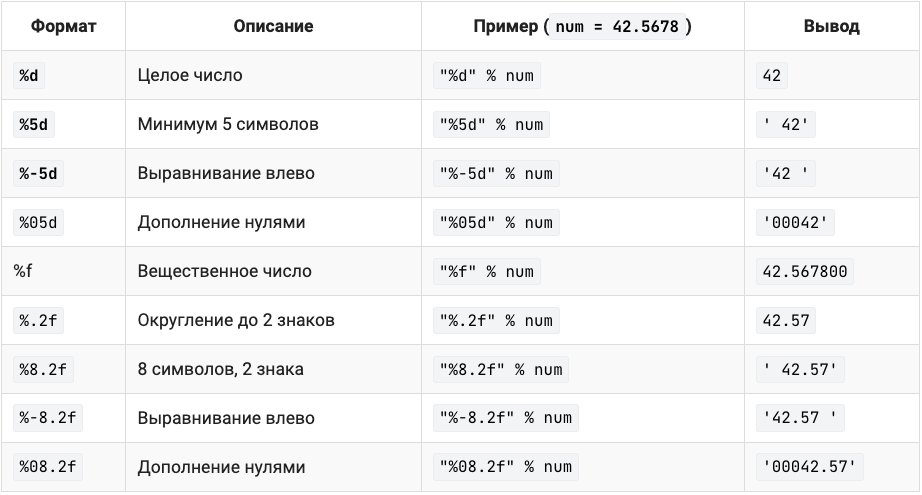 Формат Описание Пример ( num = 42.5678 ) Вывод
%d Целое число "%d" % num 42
%5d Минимум 5 символов "%5d" % num ' 42'
%-5d Выравнивание влево "%-5d" % num '42 '
%05d Дополнение нулями "%05d" % num '00042'
%f Вещественное число "%f" % num 42.567800
%.2f Округление до 2 знаков "%.2f" % num 42.57
%8.2f 8 символов, 2 знака "%8.2f" % num ' 42.57'
%-8.2f Выравнивание влево "%-8.2f" % num '42.57 '
%08.2f Дополнение нулями "%08.2f" % num '00042.57'